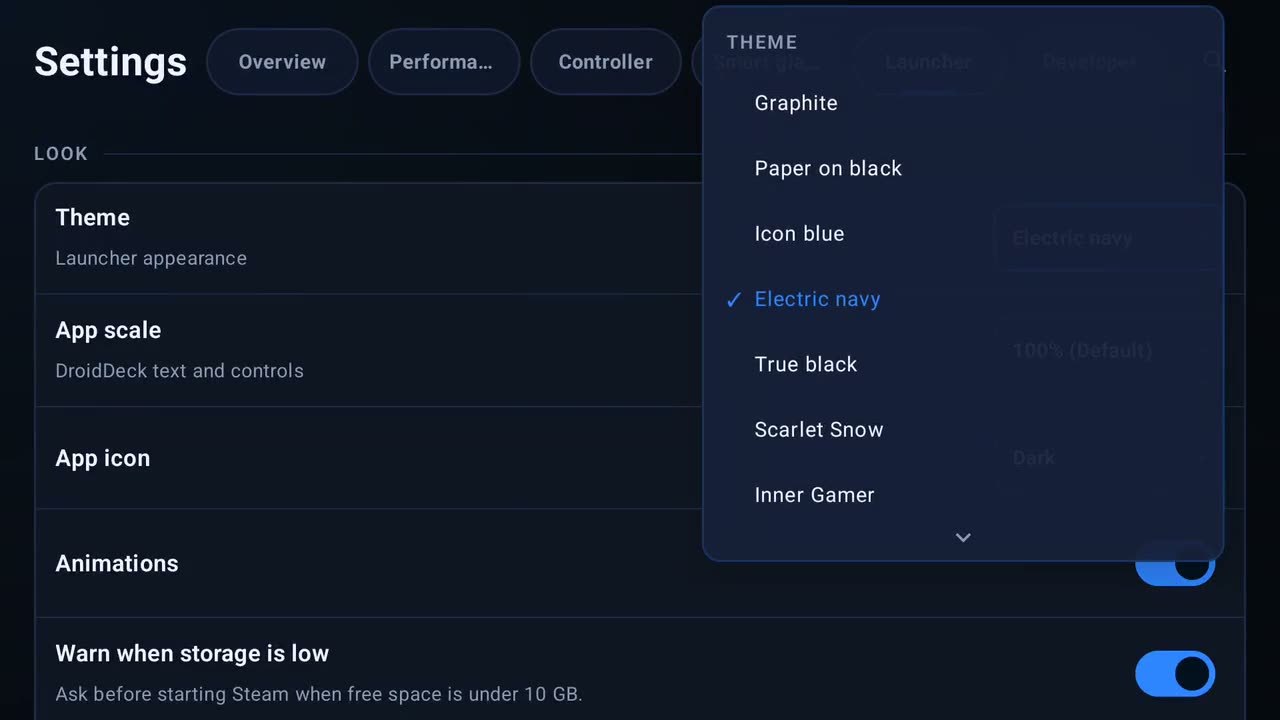 Settings
Overview
Performa...
Controller
Smart gla...
Launcher
Developer
LOOK
Theme
Launcher appearance
Electric navy
App scale
DroidDeck text and controls
100% (Default)
App icon
Dark
Animations
Warn when storage is low
Ask before starting Steam when free space is under 10 GB.
THEME
Graphite
Paper on black
Icon blue
✓ Electric navy
True black
Scarlet Snow
Inner Gamer